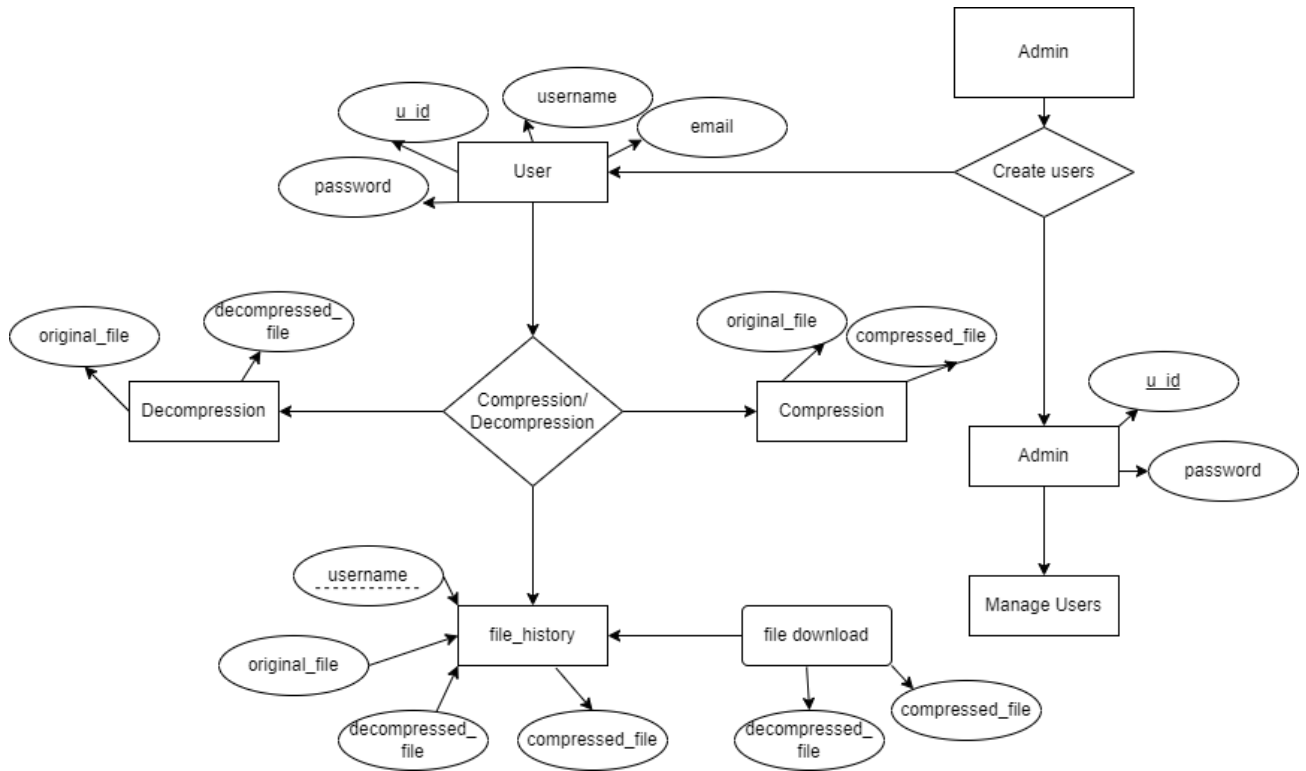 Admin
username
u_id
email
User
Create users
password
decompressed_
file
original_file
original_file
compressed_file
Decompression
Compression/
Decompression
Compression
u_id
Admin
password
username
file_history
file download
Manage Users
original_file
decompressed_
file
compressed_file
decompressed_
file
compressed_file